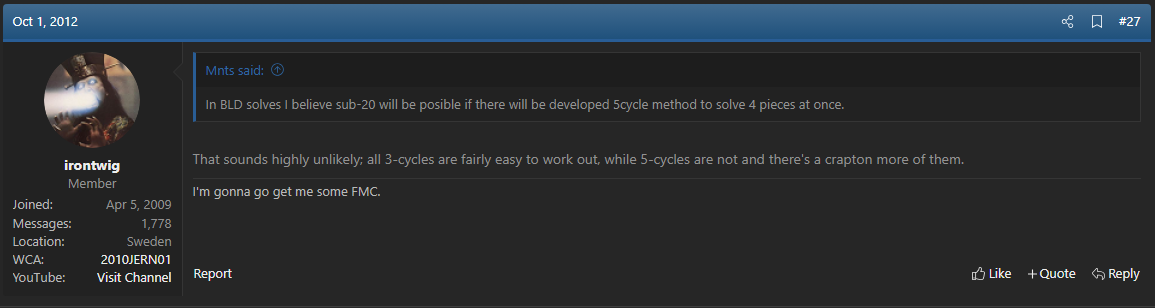 Oct 1, 2012
#27
irontwig
Member
Joined: Apr 5, 2009
Messages: 1,778
Location: Sweden
WCA: 2010JERN01
YouTube: Visit Channel
Mnts said:
In BLD solves I believe sub-20 will be posible if there will be developed 5cycle method to solve 4 pieces at once.
That sounds highly unlikely; all 3-cycles are fairly easy to work out, while 5-cycles are not and there's a crapton more of them.
I'm gonna go get me some FMC.
Report
Like
+Quote
Reply